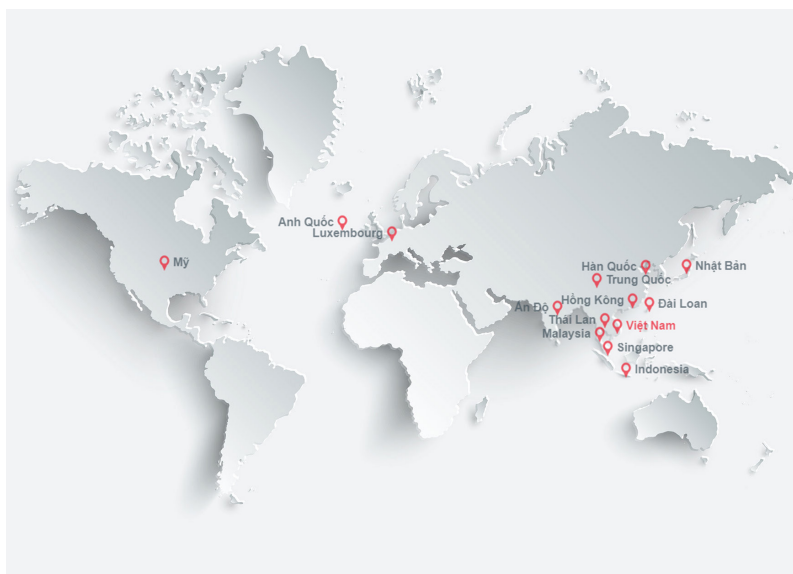 Anh Quốc
Luxembourg
Mỹ
Hàn Quốc
Nhật Bản
Trung Quốc
Hồng Kông
Đài Loan
Ấn Độ
Thái Lan
Việt Nam
Malaysia
Singapore
Indonesia